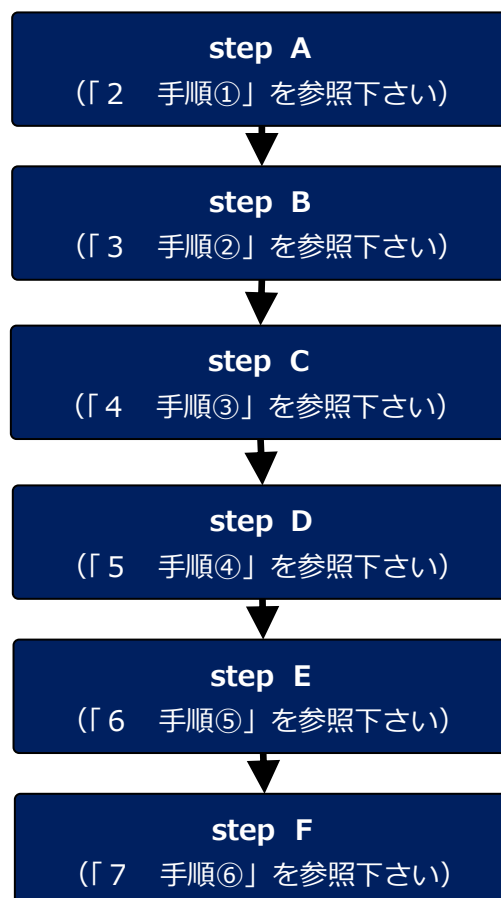 step A
(「２　手順①」を参照下さい)
step B
(「３　手順②」を参照下さい)
step C
(「４　手順③」を参照下さい)
step D
(「５　手順④」を参照下さい)
step E
(「６　手順⑤」を参照下さい)
step F
(「７　手順⑥」を参照下さい)